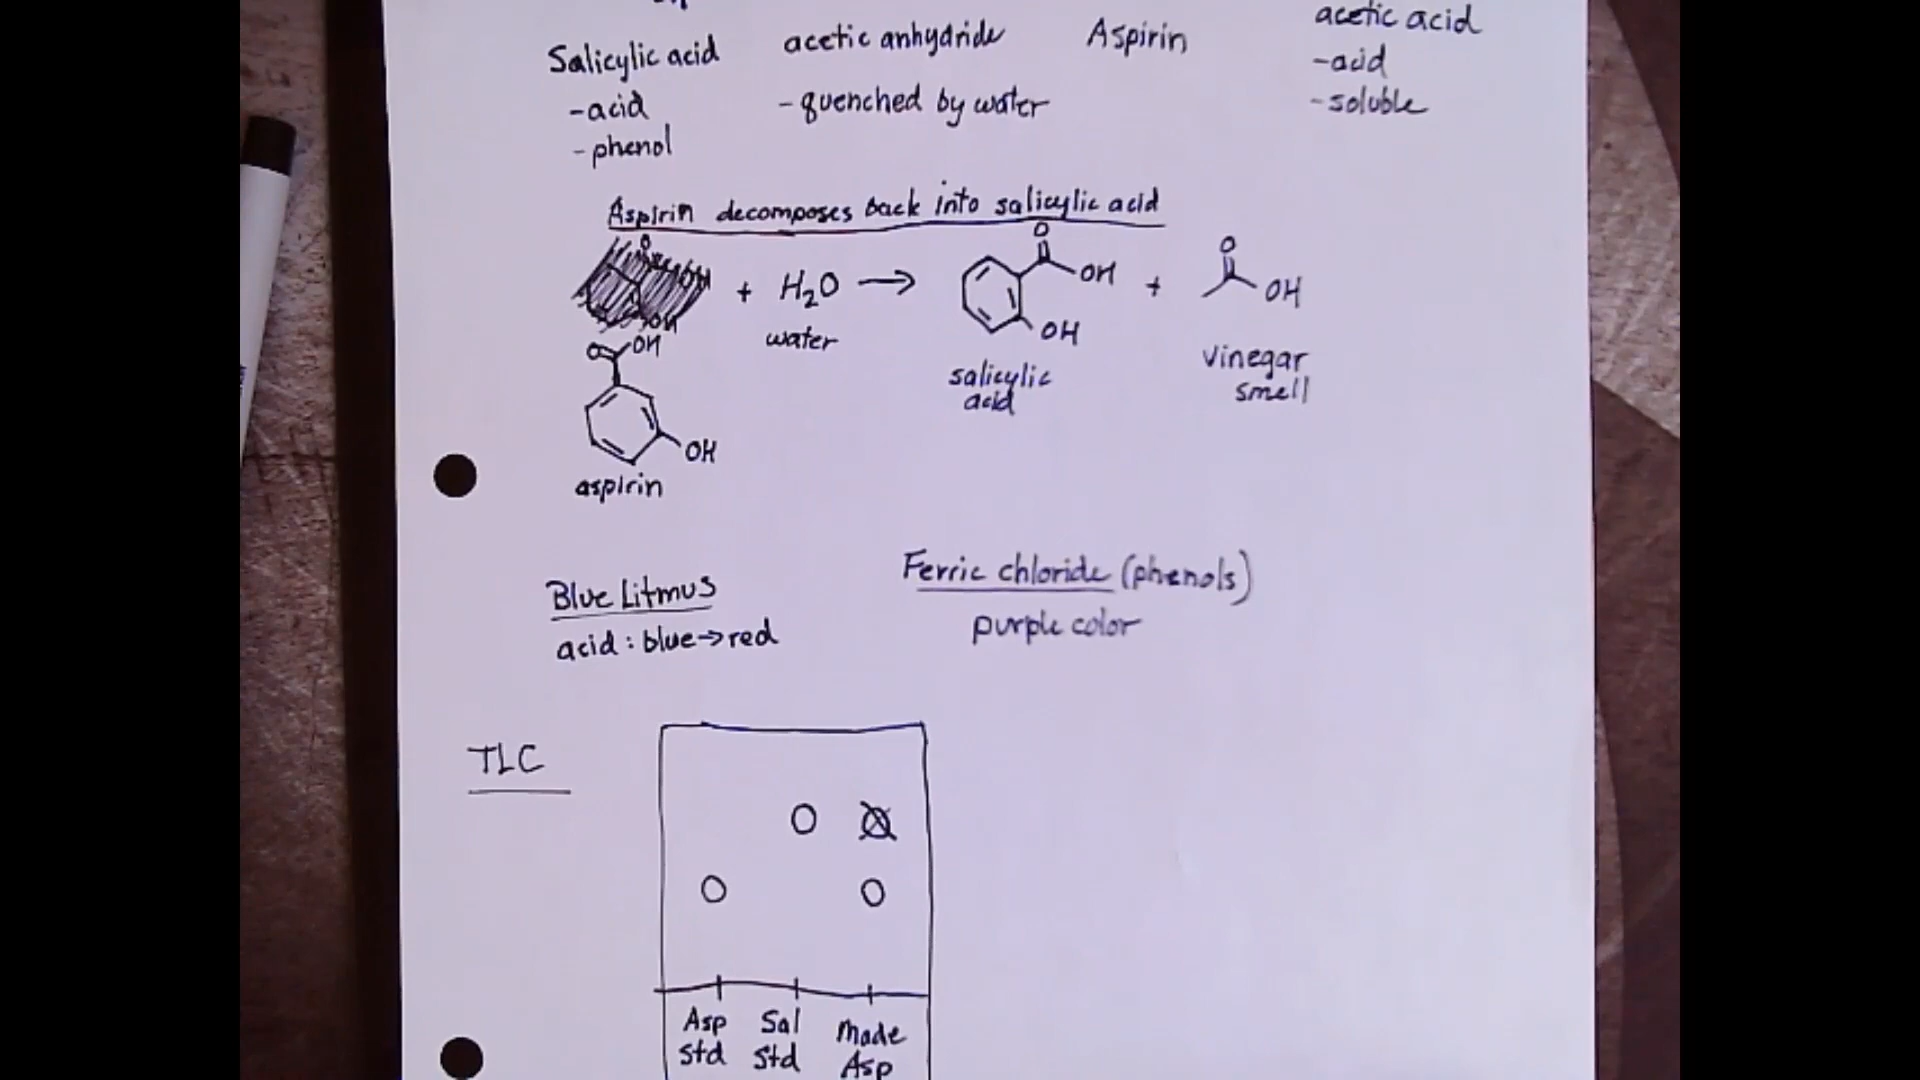 acetic acid
Salicylic acid acetic anhydride Aspirin -acid
-acid -quenched by water -soluble
-phenol
Aspirin decomposes back into salicylic acid
+ H₂O → O OH OH + O OH
water
O OH
salicylic acid
vinegar smell
OH
aspirin
Blue Litmus
acid: blue→red
Ferric chloride (phenols)
purple color
TLC
Asp Sal Made
Std Std Asp